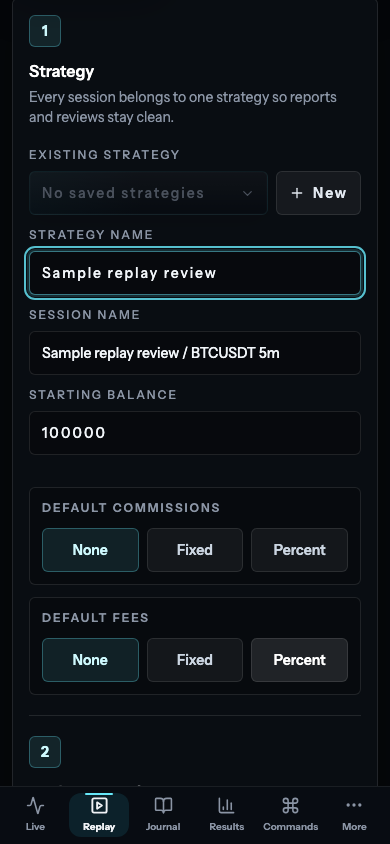 1
Strategy
Every session belongs to one strategy so reports
and reviews stay clean.
EXISTING STRATEGY
No saved strategies
+ New
STRATEGY NAME
Sample replay review
SESSION NAME
Sample replay review / BTCUSDT 5m
STARTING BALANCE
100000
DEFAULT COMMISSIONS
None Fixed Percent
DEFAULT FEES
None Fixed Percent
2
Live Replay Journal Results Commands More